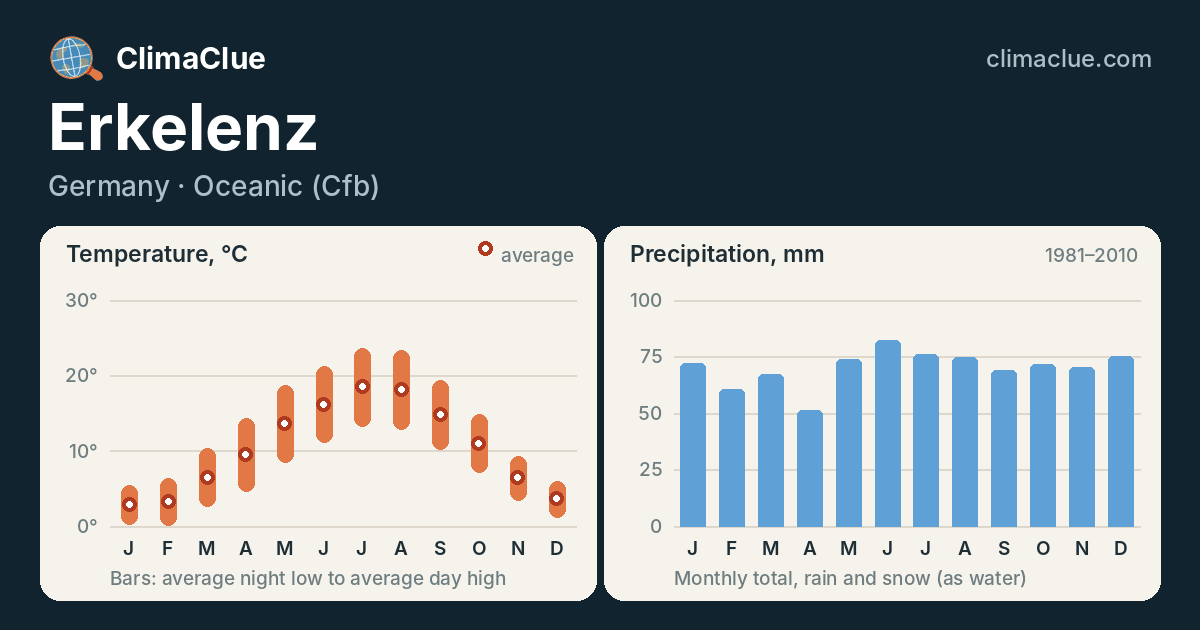 ClimaClue
climaclue.com
Erkelenz
Germany · Oceanic (Cfb)
Temperature, °C
average
30°
20°
10°
0°
J F M A M J J A S O N D
Bars: average night low to average day high
Precipitation, mm
1981–2010
100
75
50
25
0
J F M A M J J A S O N D
Monthly total, rain and snow (as water)